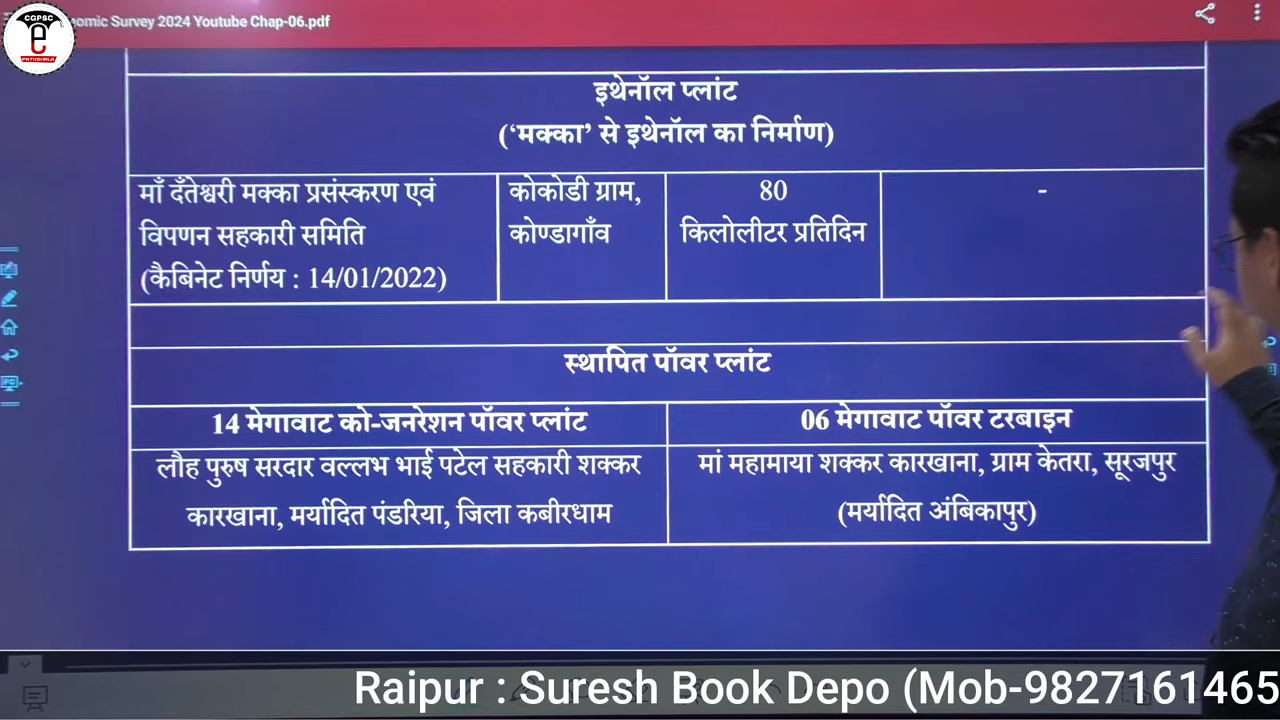 CGPSC
e
PATHSHALA
omic Survey 2024 Youtube Chap-06.pdf
इथेनॉल प्लांट
(‘मक्का’ से इथेनॉल का निर्माण)
माँ दँतेश्वरी मक्का प्रसंस्करण एवं
विपणन सहकारी समिति
(कैबिनेट निर्णय : 14/01/2022)
कोकोडी ग्राम,
कोण्डागाँव
80
किलोलीटर प्रतिदिन
-
स्थापित पॉवर प्लांट
14 मेगावाट को-जनरेशन पॉवर प्लांट
06 मेगावाट पॉवर टरबाइन
लौह पुरुष सरदार वल्लभ भाई पटेल सहकारी शक्कर
कारखाना, मर्यादित पंडरिया, जिला कबीरधाम
मां महामाया शक्कर कारखाना, ग्राम केतरा, सूरजपुर
(मर्यादित अंबिकापुर)
Raipur : Suresh Book Depo (Mob-9827161465